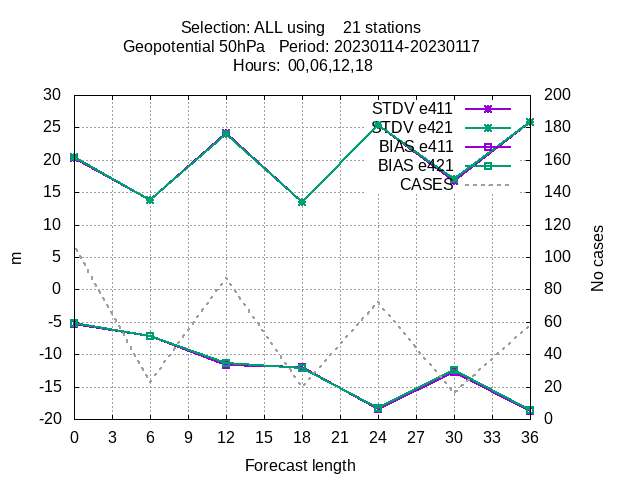 Selection: ALL using    21 stations
Geopotential 50hPa   Period: 20230114-20230117
Hours:  00,06,12,18
30
25
20
15
10
5
0
-5
-10
-15
-20
m
STDV e411
STDV e421
BIAS e411
BIAS e421
CASES
200
180
160
140
120
100
80
60
40
20
0
No cases
0 3 6 9 12 15 18 21 24 27 30 33 36
Forecast length